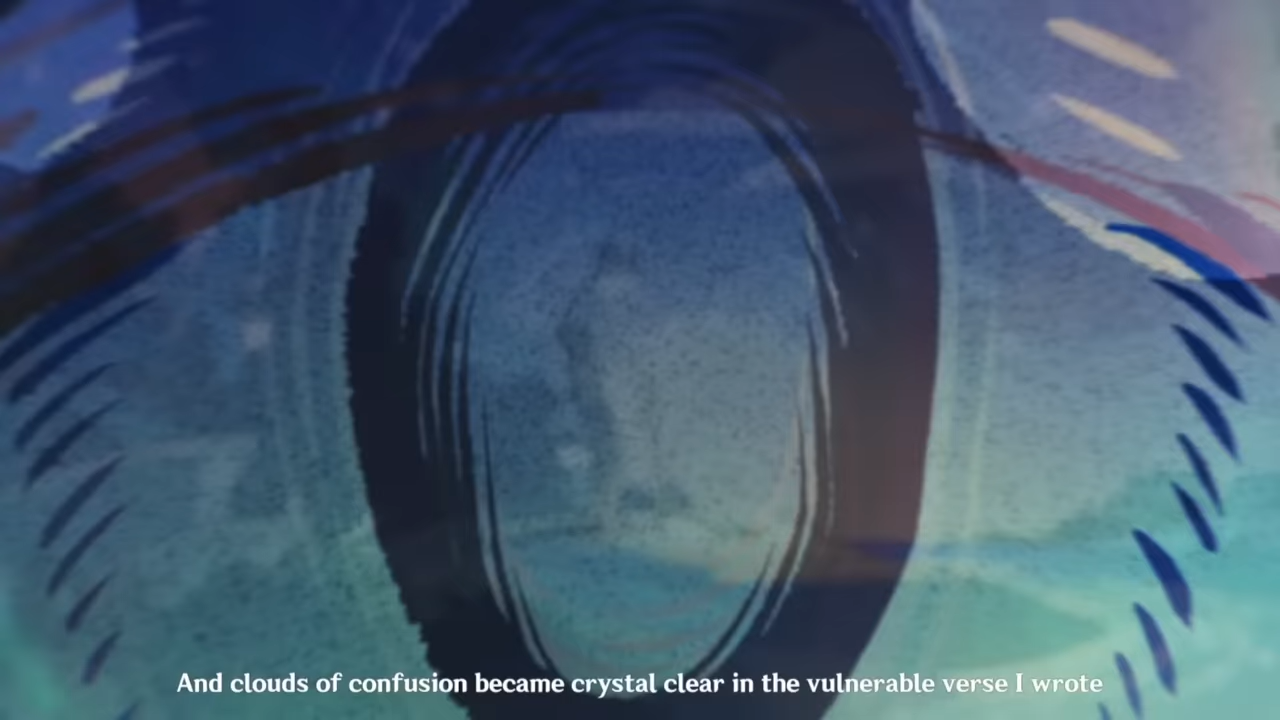 And clouds of confusion became crystal clear in the vulnerable verse I wrote